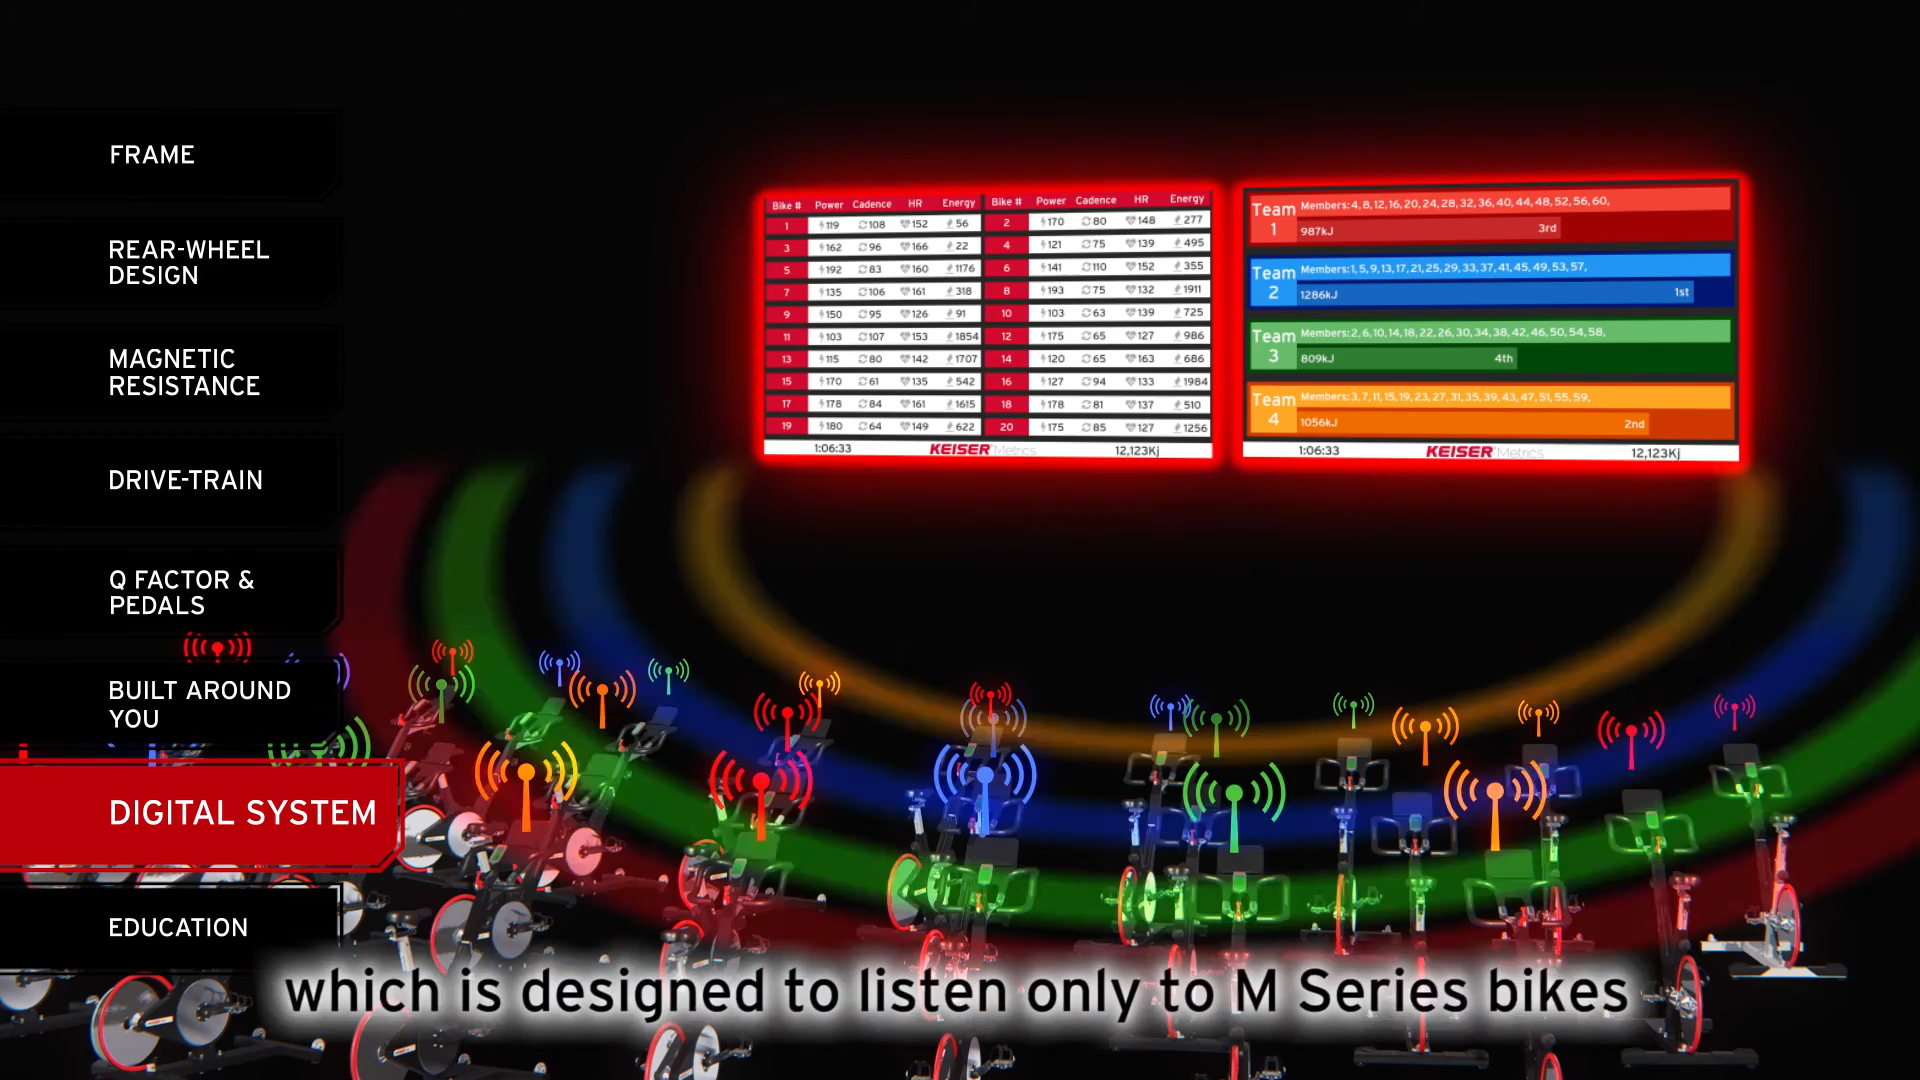 FRAME
REAR-WHEEL
DESIGN
MAGNETIC
RESISTANCE
DRIVE-TRAIN
Q FACTOR &
PEDALS
BUILT AROUND
YOU
DIGITAL SYSTEM
EDUCATION
Bike # Power Cadence HR Energy Bike # Power Cadence HR Energy
1 119 108 152 56 2 170 80 148 277
3 162 96 166 22 4 121 75 139 495
5 192 83 160 1176 6 141 110 152 355
7 135 106 161 318 8 193 75 132 1911
9 150 95 126 91 10 103 63 139 725
11 103 107 153 1854 12 175 65 127 986
13 115 80 142 1707 14 120 65 163 686
15 170 61 135 542 16 127 94 133 1984
17 178 84 161 1615 18 178 81 137 510
19 180 64 149 622 20 175 85 127 1256
1:06:33 KEISER Metrics 12,123Kj
Team 1
Members: 4, 8, 12, 16, 20, 24, 28, 32, 36, 40, 44, 48, 52, 56, 60,
987kJ 3rd
Team 2
Members: 1, 5, 9, 13, 17, 21, 25, 29, 33, 37, 41, 45, 49, 53, 57,
1286kJ 1st
Team 3
Members: 2, 6, 10, 14, 18, 22, 26, 30, 34, 38, 42, 46, 50, 54, 58,
809kJ 4th
Team 4
Members: 3, 7, 11, 15, 19, 23, 27, 31, 35, 39, 43, 47, 51, 55, 59,
1056kJ 2nd
1:06:33 KEISER Metrics 12,123Kj
which is designed to listen only to M Series bikes